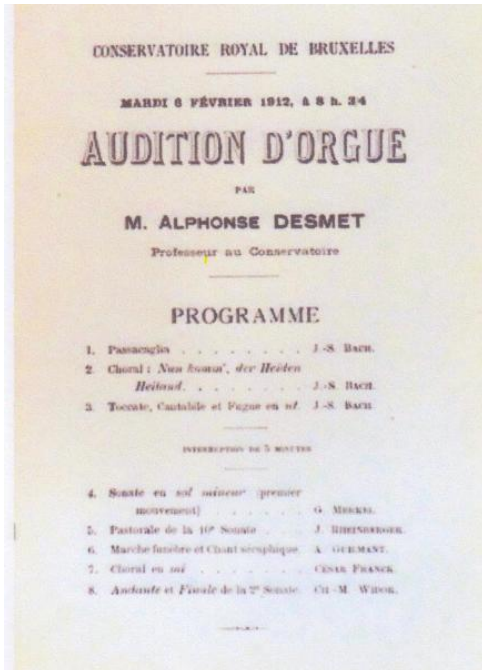 CONSERVATOIRE ROYAL DE BRUXELLES
MARDI 6 FÉVRIER 1912, à 8 h. 3/4
AUDITION D'ORGUE
PAR
M. ALPHONSE DESMET
Professeur au Conservatoire
PROGRAMME
1. Passacaglia . . . . . . . . J.-S. BACH.
2. Choral : Nun komm', der Heiden
Heiland. . . . . . . . J.-S. BACH.
3. Toccate, Cantabile et Fugue en ut. J.-S. BACH
INTERRUPTION DE 5 MINUTES
4. Sonate en sol mineur (premier
mouvement) . . . . . . G. MERKEL.
5. Pastorale de la Sonate . . J. RHEINBERGER.
6. Marche funèbre et Chant séraphique. A. GUILMANT.
7. Choral en mi . . . . . . . CÉSAR FRANCK
8. Andante et Finale de la 2e Sonate. CH.-M. WIDOR.